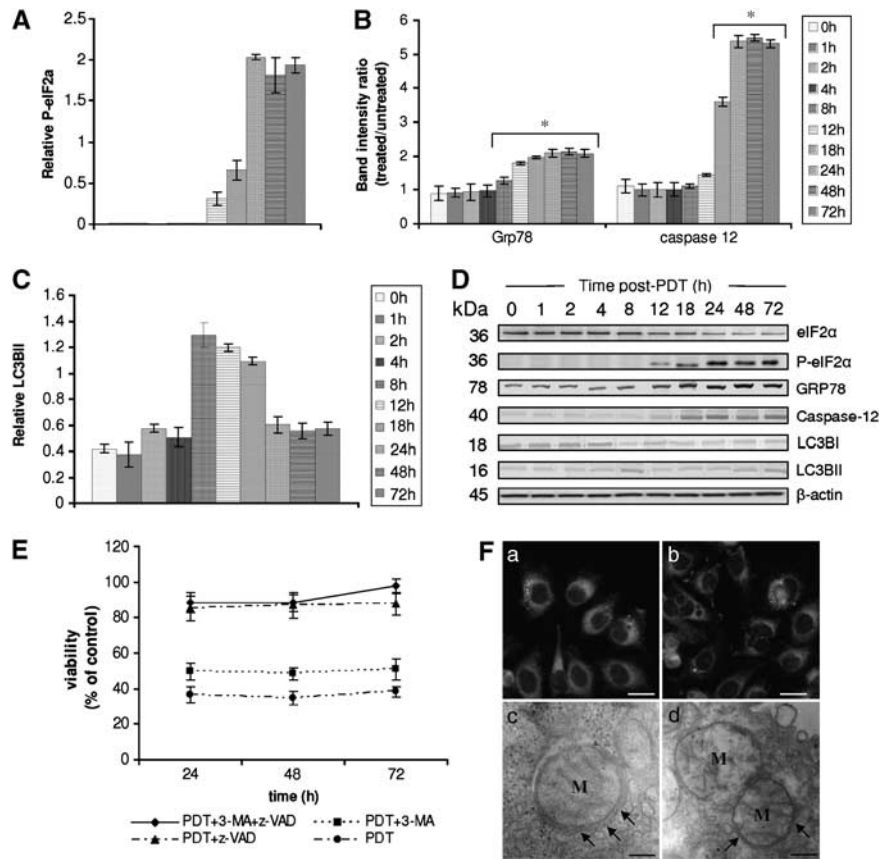 A
Relative P-eIF2a
2.5
2
1.5
1
0.5
0
B
Band intensity ratio
(treated/untreated)
6
5
4
3
2
1
0
*
*
Grp78
caspase 12
0h
1h
2h
4h
8h
12h
18h
24h
48h
72h
C
Relative LC3BII
1.6
1.4
1.2
1
0.8
0.6
0.4
0.2
0
0h
1h
2h
4h
8h
12h
18h
24h
48h
72h
D
Time post-PDT (h)
kDa 0 1 2 4 8 12 18 24 48 72
36 eIF2α
36 P-eIF2α
78 GRP78
40 Caspase-12
18 LC3BI
16 LC3BII
45 β-actin
E
viability
(% of control)
120
100
80
60
40
20
0
24 48 72
time (h)
PDT+3-MA+z-VAD
PDT+3-MA
PDT+z-VAD
PDT
F
a
b
c
M
d
M
M